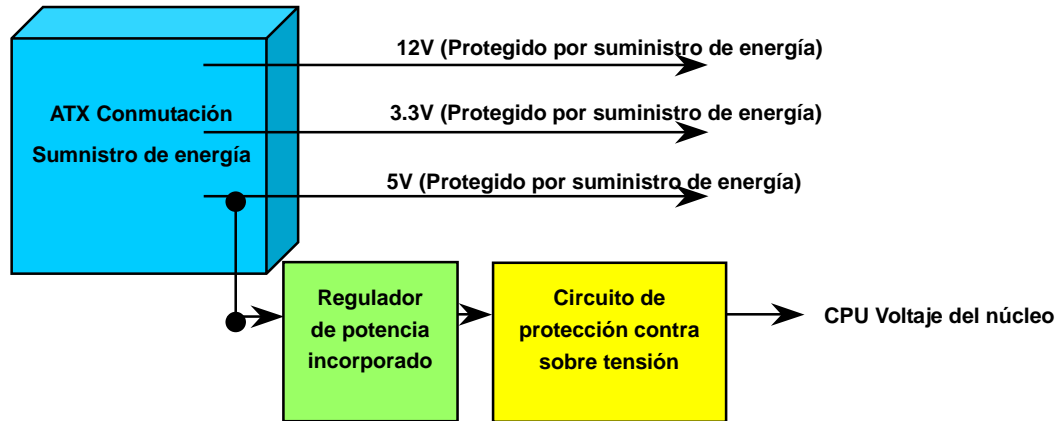 12V (Protegido por suministro de energía)
ATX Conmutación
Sumnistro de energía
3.3V (Protegido por suministro de energía)
5V (Protegido por suministro de energía)
Regulador
de potencia
incorporado
Circuito de
protección contra
sobre tensión
CPU Voltaje del núcleo